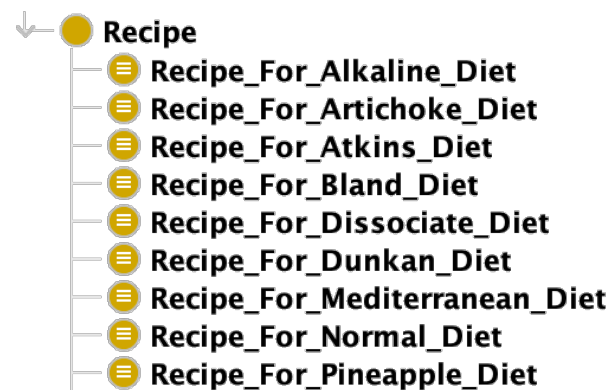 Recipe
Recipe_For_Alkaline_Diet
Recipe_For_Artichoke_Diet
Recipe_For_Atkins_Diet
Recipe_For_Bland_Diet
Recipe_For_Dissociate_Diet
Recipe_For_Dunkan_Diet
Recipe_For_Mediterranean_Diet
Recipe_For_Normal_Diet
Recipe_For_Pineapple_Diet